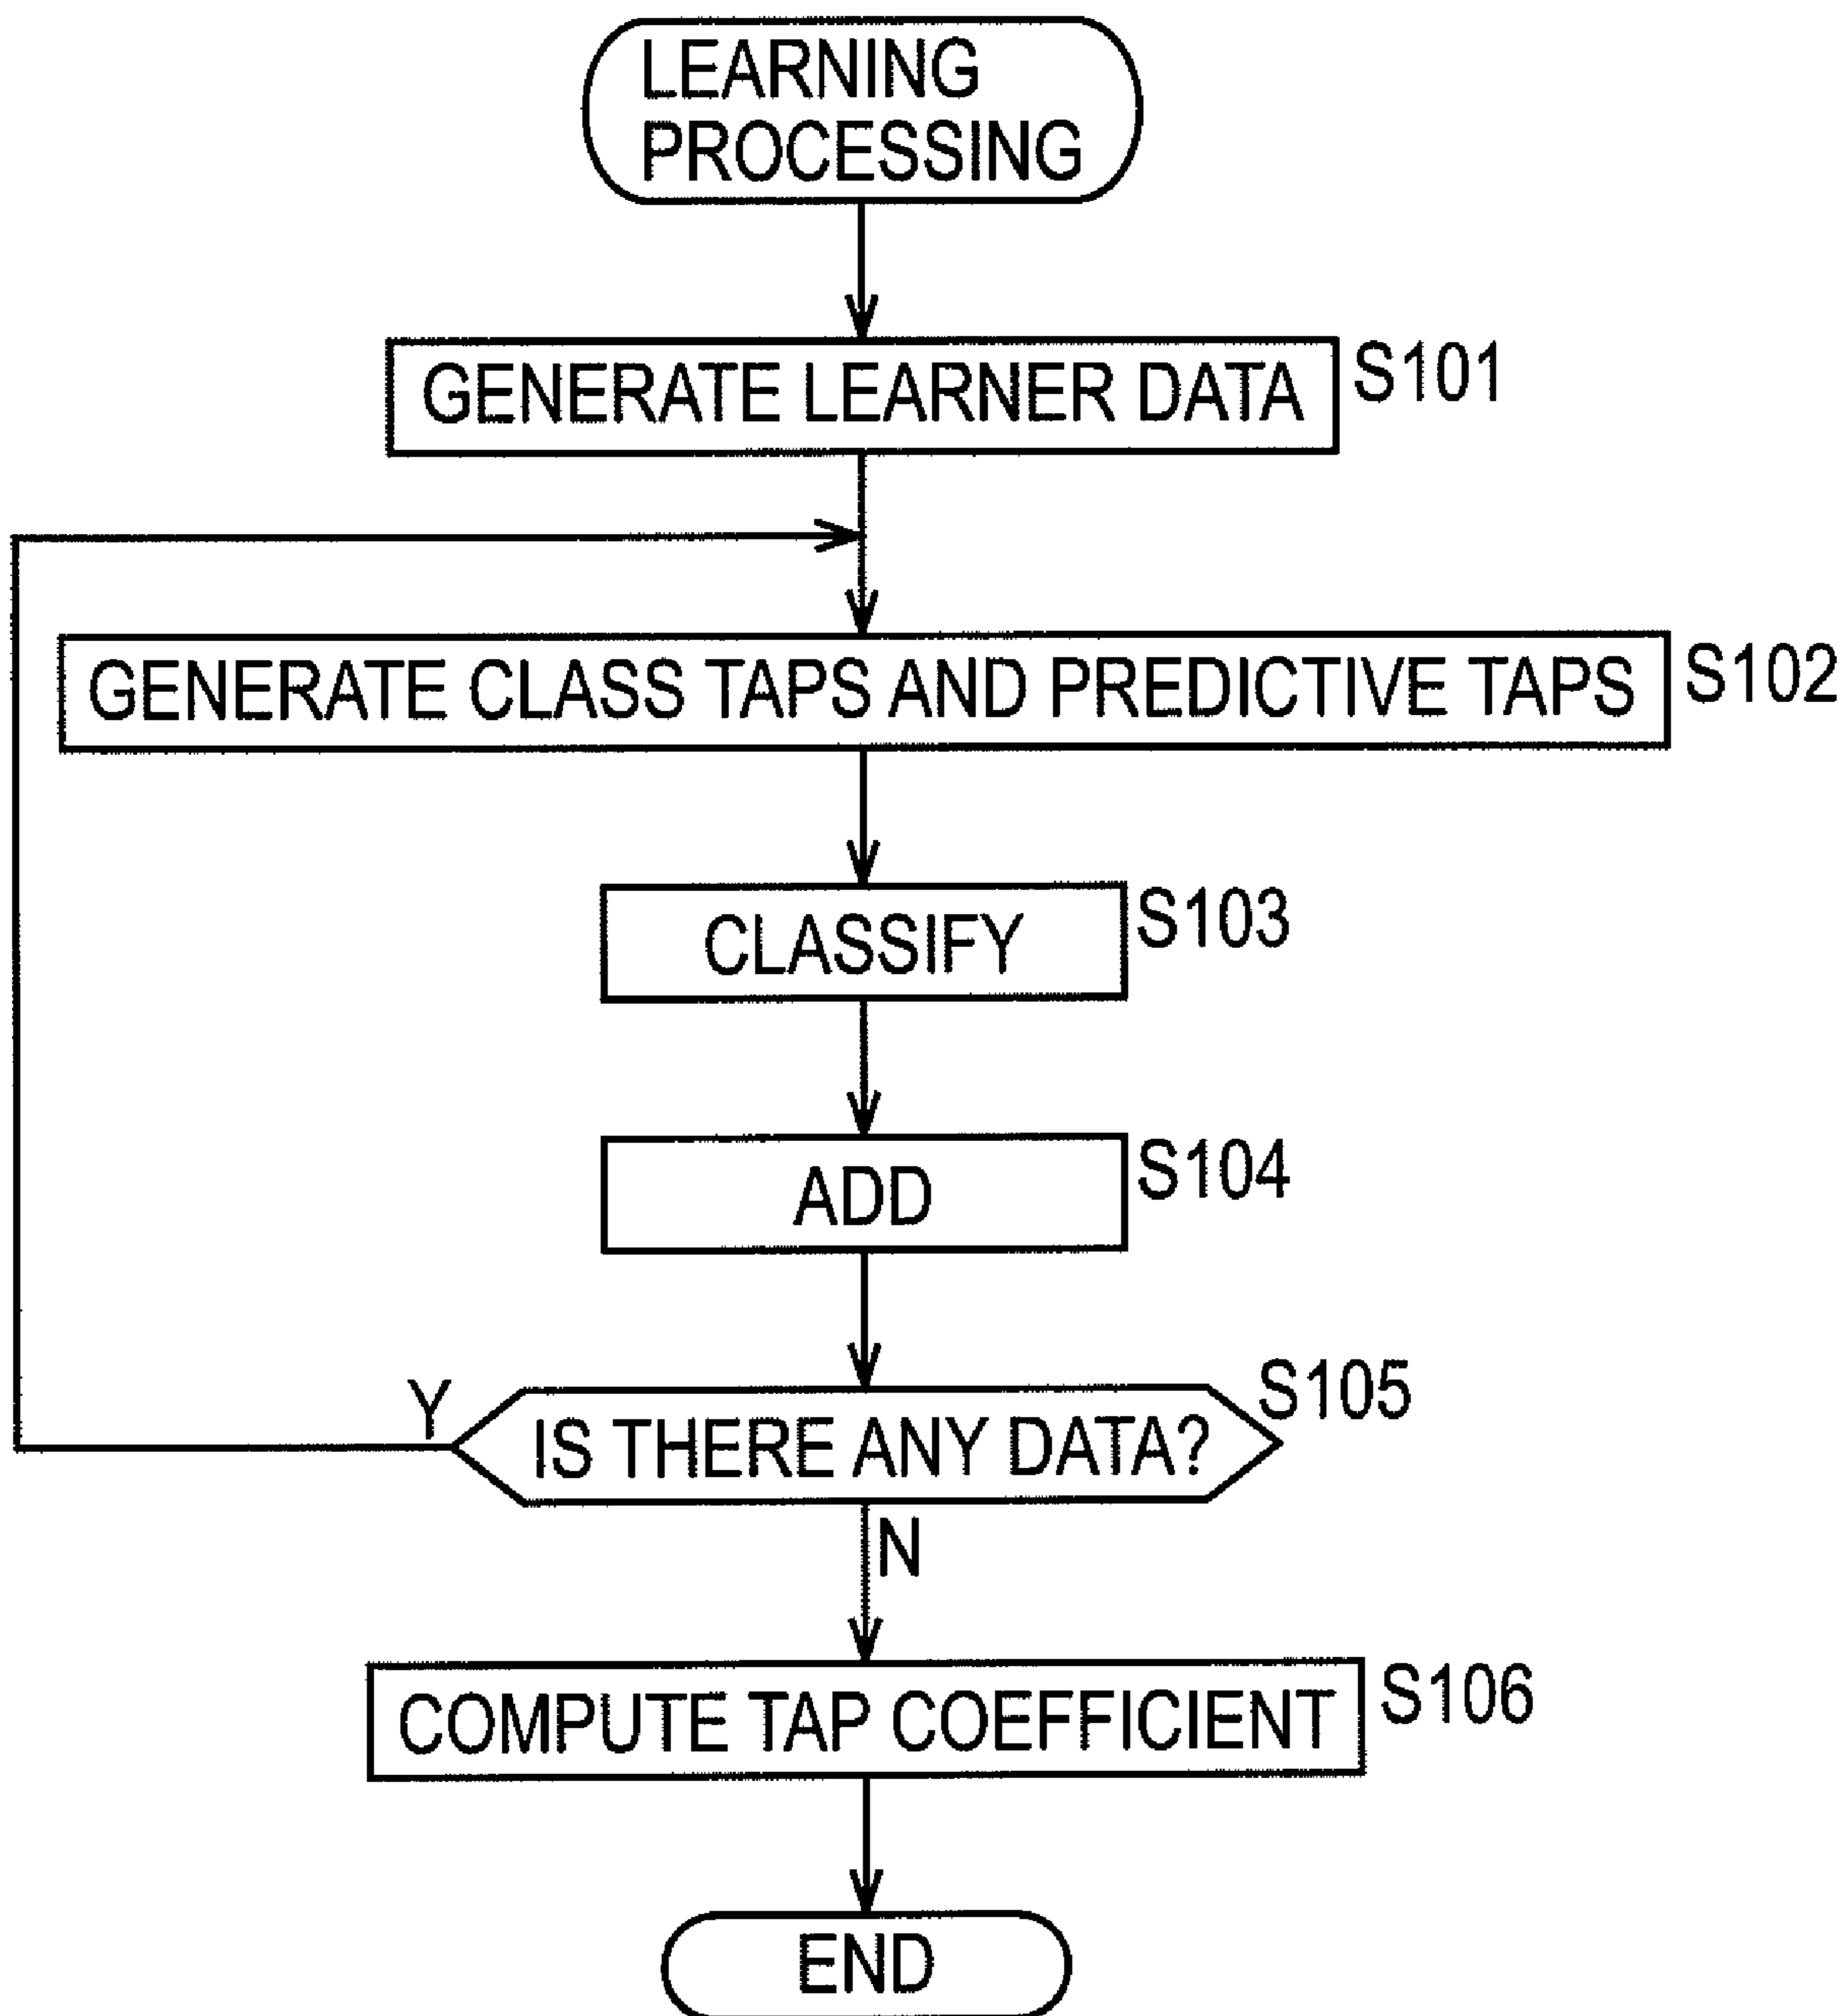 LEARNING
PROCESSING
GENERATE LEARNER DATA
S101
GENERATE CLASS TAPS AND PREDICTIVE TAPS
S102
CLASSIFY
S103
ADD
S104
IS THERE ANY DATA?
S105
Y
N
COMPUTE TAP COEFFICIENT
S106
END